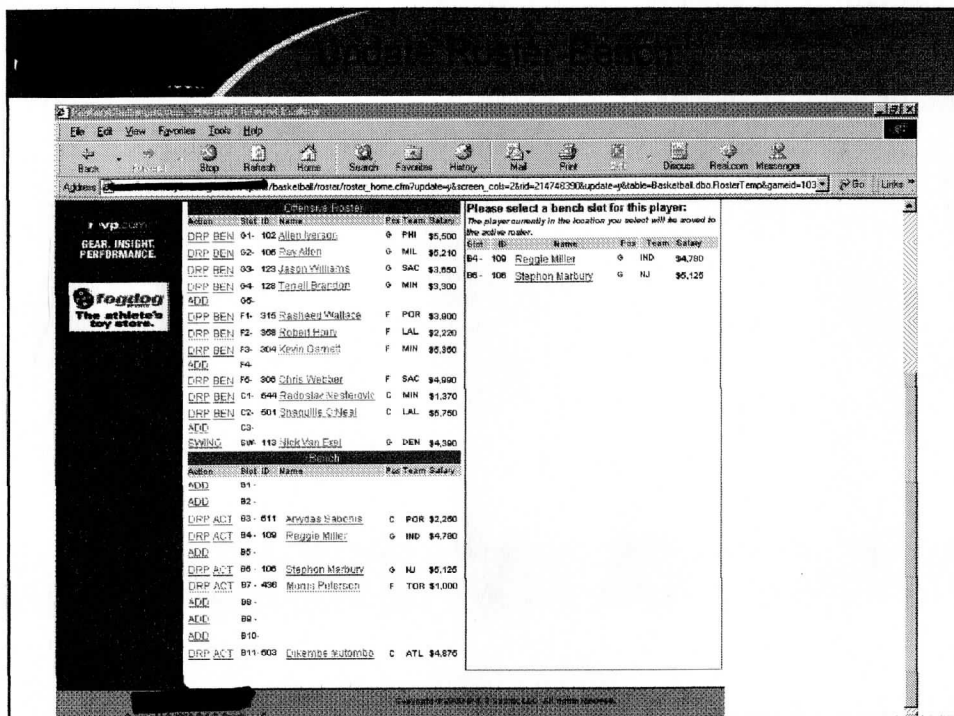 Update Roster-Bench
File Edit View Favorites Tools Help
Back Forward Stop Refresh Home Search Favorites History Mail Print Edit Discuss Real.com Messenger
Address /basketball/roster/roster_home.cfm?update=y&screen_cols=2&rid=214748390&update=y&table=Basketball.dbo.RosterTemp&gameid=103 Go Links »
mvp.com
GEAR. INSIGHT.
PERFORMANCE.
fogdog
The athlete's
toy store.
Offensive Roster
Action Slot ID Name Pos Team Salary
DRP BEN G1- 102 Allen Iverson G PHI $5,500
DRP BEN G2- 106 Ray Allen G MIL $5,210
DRP BEN G3- 123 Jason Williams G SAC $3,650
DRP BEN G4- 128 Terrell Brandon G MIN $3,300
ADD G5-
DRP BEN F1- 315 Rasheed Wallace F POR $3,900
DRP BEN F2- 358 Robert Horry F LAL $2,220
DRP BEN F3- 304 Kevin Garnett F MIN $5,350
ADD F4-
DRP BEN F5- 306 Chris Webber F SAC $4,990
DRP BEN C1- 644 Radoslav Nesterovic C MIN $1,370
DRP BEN C2- 601 Shaquille O'Neal C LAL $5,750
ADD C3-
SWING SW- 113 Nick Van Exel G DEN $4,390
Bench
Action Slot ID Name Pos Team Salary
ADD B1 -
ADD B2 -
DRP ACT B3 - 611 Arvydas Sabonis C POR $2,250
DRP ACT B4 - 109 Reggie Miller G IND $4,780
ADD B5 -
DRP ACT B6 - 106 Stephon Marbury G NJ $5,125
DRP ACT B7 - 436 Morris Peterson F TOR $1,000
ADD B8 -
ADD B9 -
ADD B10-
DRP ACT B11- 603 Dikembe Mutombo C ATL $4,875
Please select a bench slot for this player:
The player currently in the location you select will be moved to
the active roster.
Slot ID Name Pos Team Salary
B4 - 109 Reggie Miller G IND $4,780
B6 - 106 Stephon Marbury G NJ $5,125
All rights reserved.